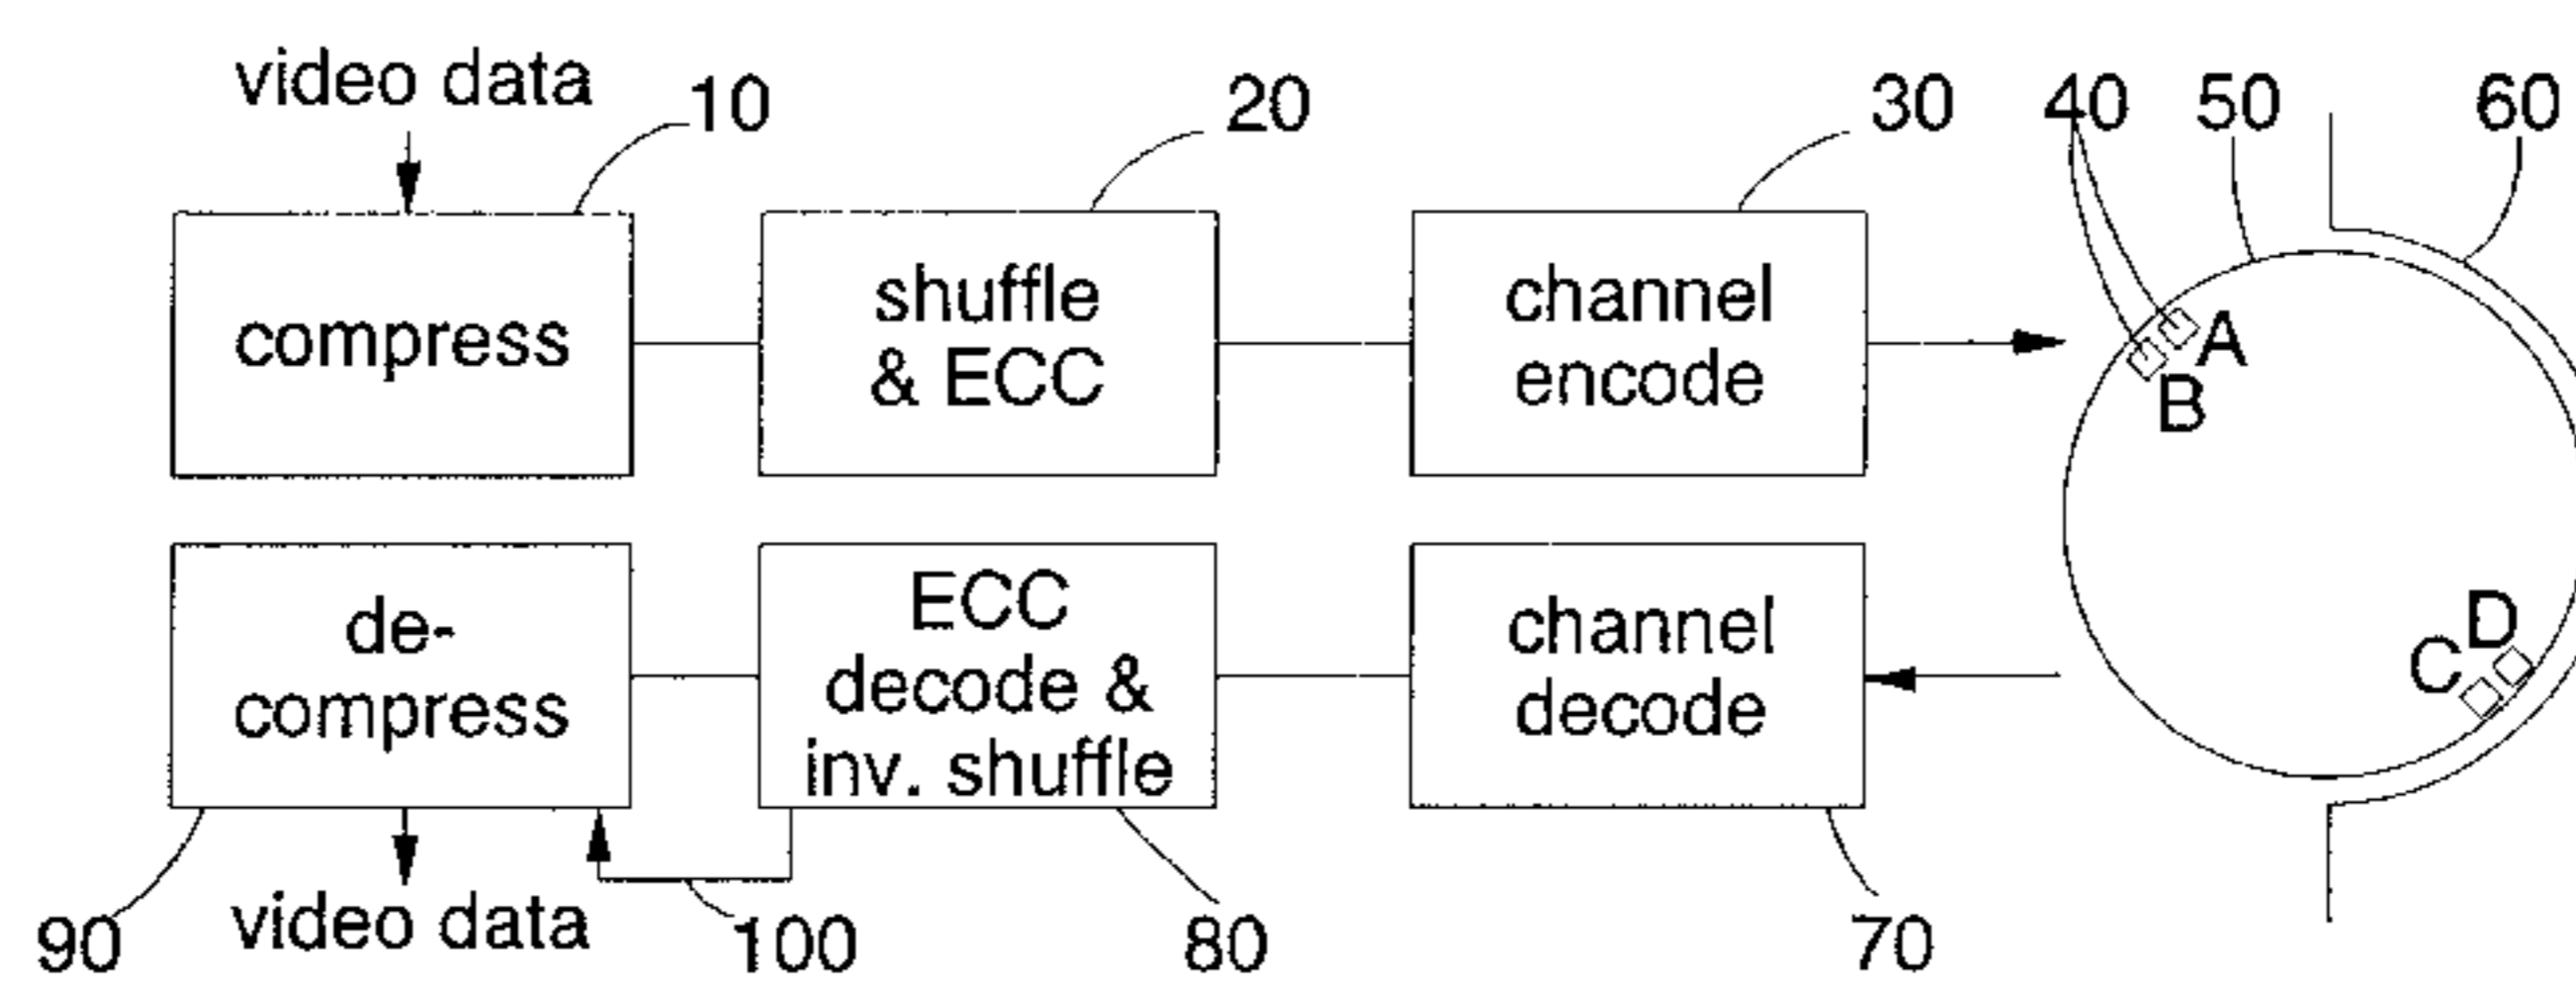 video data
10
20
30
40
50
60
compress
shuffle
& ECC
channel
encode
A
B
de-
compress
ECC
decode &
inv. shuffle
channel
decode
D
C
90
video data
100
80
70